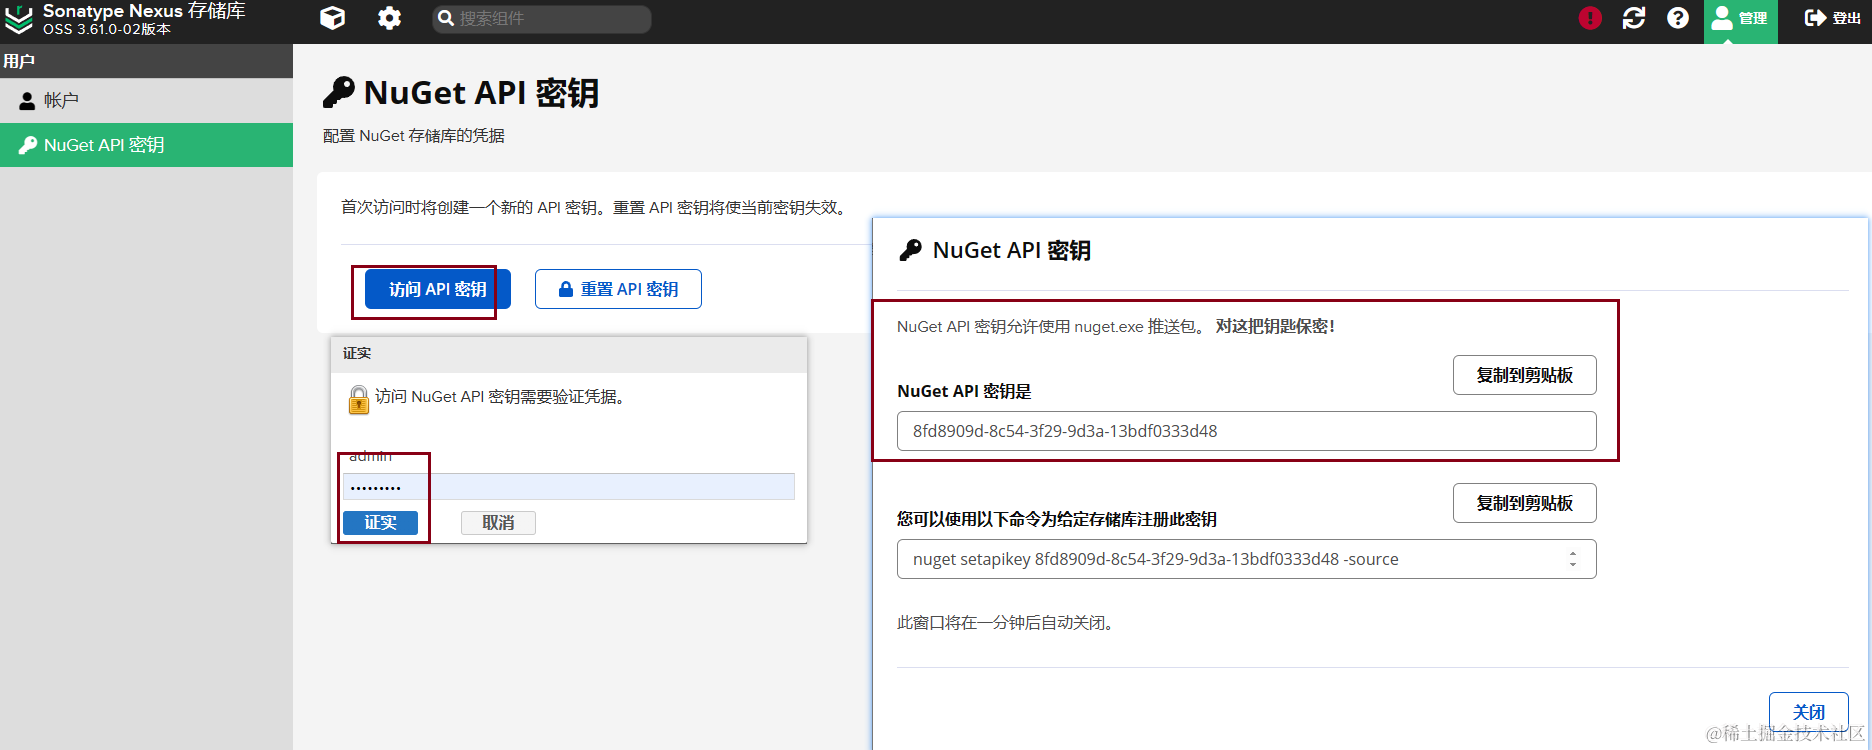 Sonatype Nexus 存储库
OSS 3.61.0-02版本
搜索组件
管理
登出
用户
帐户
NuGet API 密钥
NuGet API 密钥
配置 NuGet 存储库的凭据
首次访问时将创建一个新的 API 密钥。重置 API 密钥将使当前密钥失效。
访问 API 密钥
重置 API 密钥
证实
访问 NuGet API 密钥需要验证凭据。
admin
•••••••••
证实
取消
NuGet API 密钥
NuGet API 密钥允许使用 nuget.exe 推送包。 对这把钥匙保密!
复制到剪贴板
NuGet API 密钥是
8fd8909d-8c54-3f29-9d3a-13bdf0333d48
复制到剪贴板
您可以使用以下命令为给定存储库注册此密钥
nuget setapikey 8fd8909d-8c54-3f29-9d3a-13bdf0333d48 -source
此窗口将在一分钟后自动关闭。
关闭
@稀土掘金技术社区